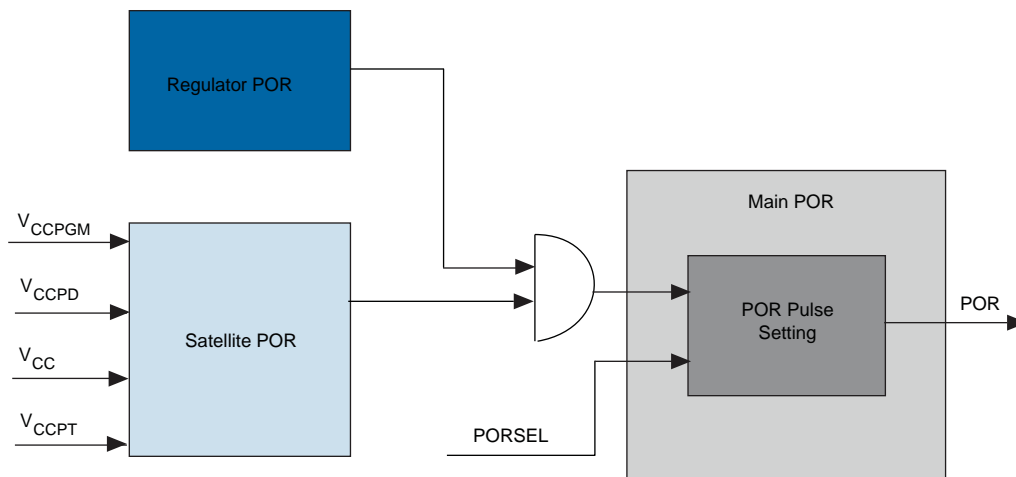 Regulator POR
Main POR
VCCPGM
VCCPD
VCC
VCCPT
Satellite POR
POR Pulse
Setting
POR
PORSEL